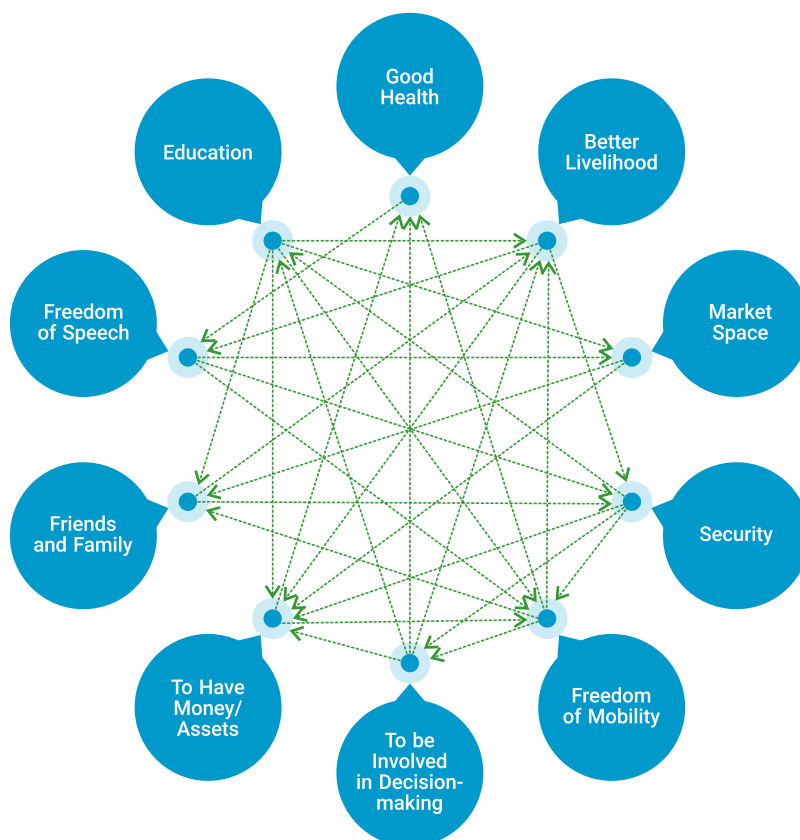 Good
Health
Education
Better
Livelihood
Freedom
of Speech
Market
Space
Friends
and Family
Security
To Have
Money/
Assets
To be
Involved
in Decision-
making
Freedom
of Mobility